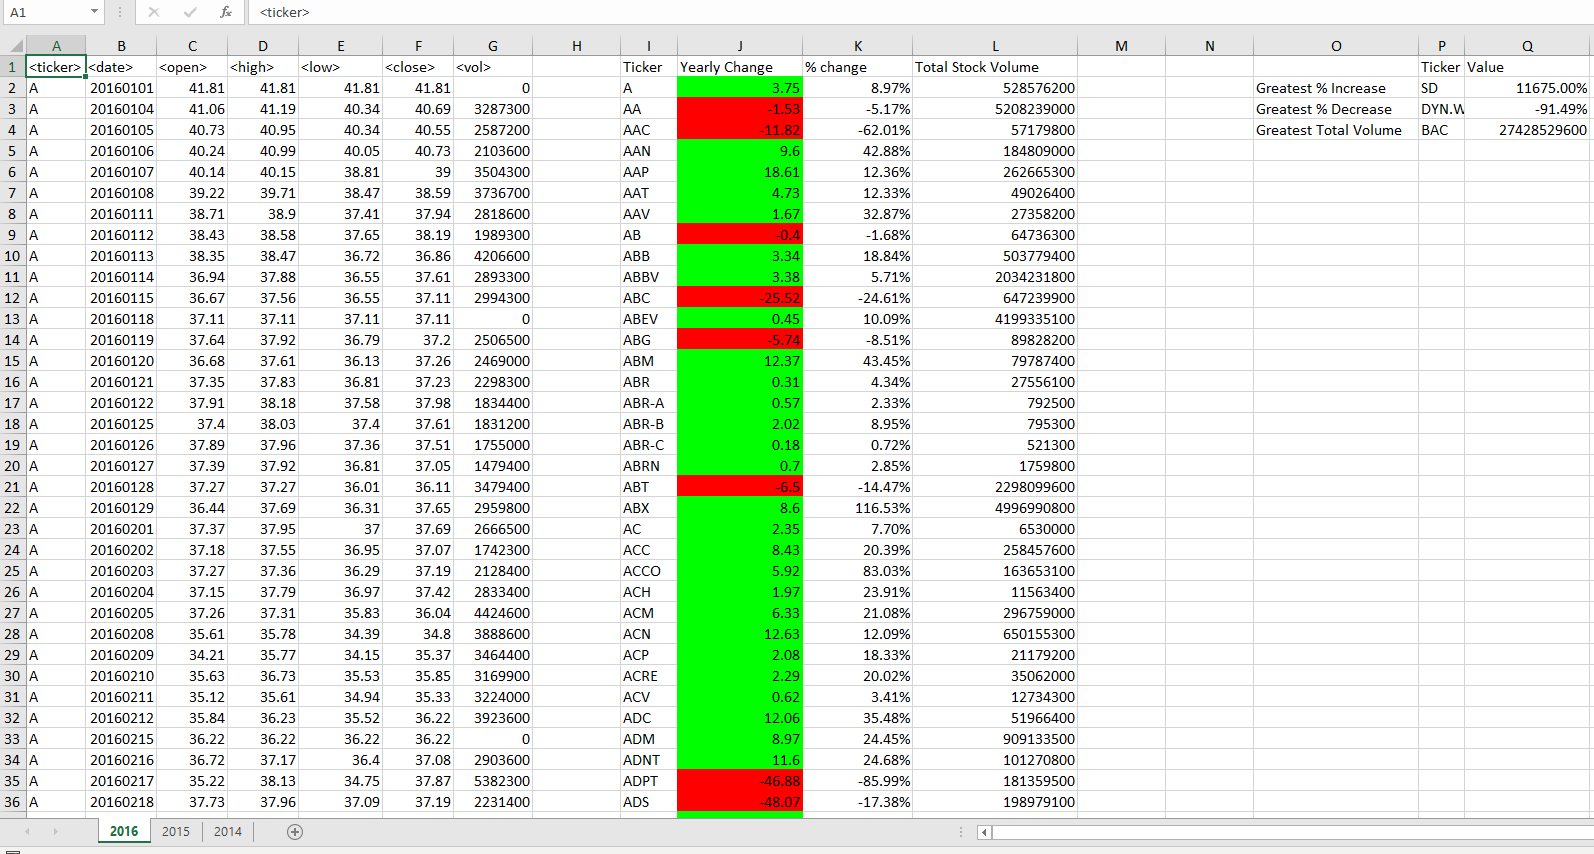 A1 fx <ticker>
A B C D E F G H I J K L M N O P Q
1 <ticker> <date> <open> <high> <low> <close> <vol> Ticker Yearly Change % change Total Stock Volume Ticker Value
2 A 20160101 41.81 41.81 41.81 41.81 0 A 3.75 8.97% 528576200 Greatest % Increase SD 11675.00%
3 A 20160104 41.06 41.19 40.34 40.69 3287300 AA -1.53 -5.17% 5208239000 Greatest % Decrease DYN.W -91.49%
4 A 20160105 40.73 40.95 40.34 40.55 2587200 AAC -11.82 -62.01% 57179800 Greatest Total Volume BAC 27428529600
5 A 20160106 40.24 40.99 40.05 40.73 2103600 AAN 9.6 42.88% 184809000
6 A 20160107 40.14 40.15 38.81 39 3504300 AAP 18.61 12.36% 262665300
7 A 20160108 39.22 39.71 38.47 38.59 3736700 AAT 4.73 12.33% 49026400
8 A 20160111 38.71 38.9 37.41 37.94 2818600 AAV 1.67 32.87% 27358200
9 A 20160112 38.43 38.58 37.65 38.19 1989300 AB -0.4 -1.68% 64736300
10 A 20160113 38.35 38.47 36.72 36.86 4206600 ABB 3.34 18.84% 503779400
11 A 20160114 36.94 37.88 36.55 37.61 2893300 ABBV 3.38 5.71% 2034231800
12 A 20160115 36.67 37.56 36.55 37.11 2994300 ABC -25.52 -24.61% 647239900
13 A 20160118 37.11 37.11 37.11 37.11 0 ABEV 0.45 10.09% 4199335100
14 A 20160119 37.64 37.92 36.79 37.2 2506500 ABG -5.74 -8.51% 89828200
15 A 20160120 36.68 37.61 36.13 37.26 2469000 ABM 12.37 43.45% 79787400
16 A 20160121 37.35 37.83 36.81 37.23 2298300 ABR 0.31 4.34% 27556100
17 A 20160122 37.91 38.18 37.58 37.98 1834400 ABR-A 0.57 2.33% 792500
18 A 20160125 37.4 38.03 37.4 37.61 1831200 ABR-B 2.02 8.95% 795300
19 A 20160126 37.89 37.96 37.36 37.51 1755000 ABR-C 0.18 0.72% 521300
20 A 20160127 37.39 37.92 36.81 37.05 1479400 ABRN 0.7 2.85% 1759800
21 A 20160128 37.27 37.27 36.01 36.11 3479400 ABT -6.5 -14.47% 2298099600
22 A 20160129 36.44 37.69 36.31 37.65 2959800 ABX 8.6 116.53% 4996990800
23 A 20160201 37.37 37.95 37 37.69 2666500 AC 2.35 7.70% 6530000
24 A 20160202 37.18 37.55 36.95 37.07 1742300 ACC 8.43 20.39% 258457600
25 A 20160203 37.27 37.36 36.29 37.19 2128400 ACCO 5.92 83.03% 163653100
26 A 20160204 37.15 37.79 36.97 37.42 2833400 ACH 1.97 23.91% 11563400
27 A 20160205 37.26 37.31 35.83 36.04 4424600 ACM 6.33 21.08% 296759000
28 A 20160208 35.61 35.78 34.39 34.8 3888600 ACN 12.63 12.09% 650155300
29 A 20160209 34.21 35.77 34.15 35.37 3464400 ACP 2.08 18.33% 21179200
30 A 20160210 35.63 36.73 35.53 35.85 3169900 ACRE 2.29 20.02% 35062000
31 A 20160211 35.12 35.61 34.94 35.33 3224000 ACV 0.62 3.41% 12734300
32 A 20160212 35.84 36.23 35.52 36.22 3923600 ADC 12.06 35.48% 51966400
33 A 20160215 36.22 36.22 36.22 36.22 0 ADM 8.97 24.45% 909133500
34 A 20160216 36.72 37.17 36.4 37.08 2903600 ADNT 11.6 24.68% 101270800
35 A 20160217 35.22 38.13 34.75 37.87 5382300 ADPT -46.88 -85.99% 181359500
36 A 20160218 37.73 37.96 37.09 37.19 2231400 ADS -48.07 -17.38% 198979100
2016 2015 2014